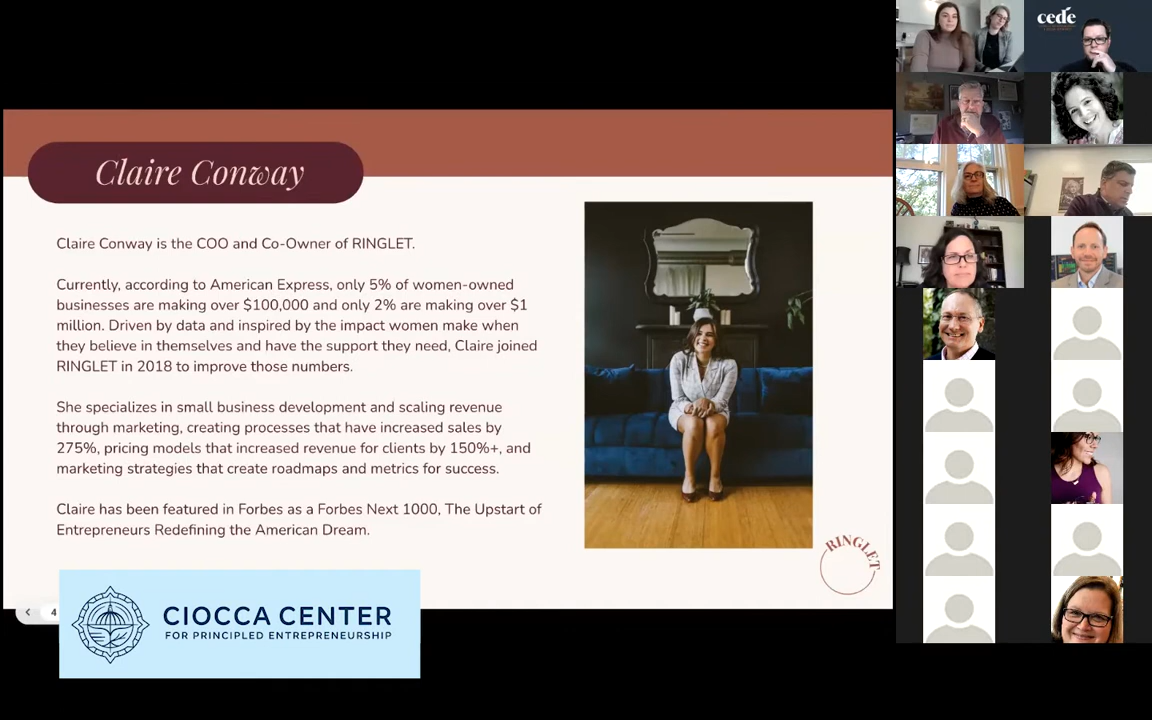 cede
Claire Conway
Claire Conway is the COO and Co-Owner of RINGLET.
Currently, according to American Express, only 5% of women-owned
businesses are making over $100,000 and only 2% are making over $1
million. Driven by data and inspired by the impact women make when
they believe in themselves and have the support they need, Claire joined
RINGLET in 2018 to improve those numbers.
She specializes in small business development and scaling revenue
through marketing, creating processes that have increased sales by
275%, pricing models that increased revenue for clients by 150%+, and
marketing strategies that create roadmaps and metrics for success.
Claire has been featured in Forbes as a Forbes Next 1000, The Upstart of
Entrepreneurs Redefining the American Dream.
RINGLET
4
CIOCCA CENTER
FOR PRINCIPLED ENTREPRENEURSHIP